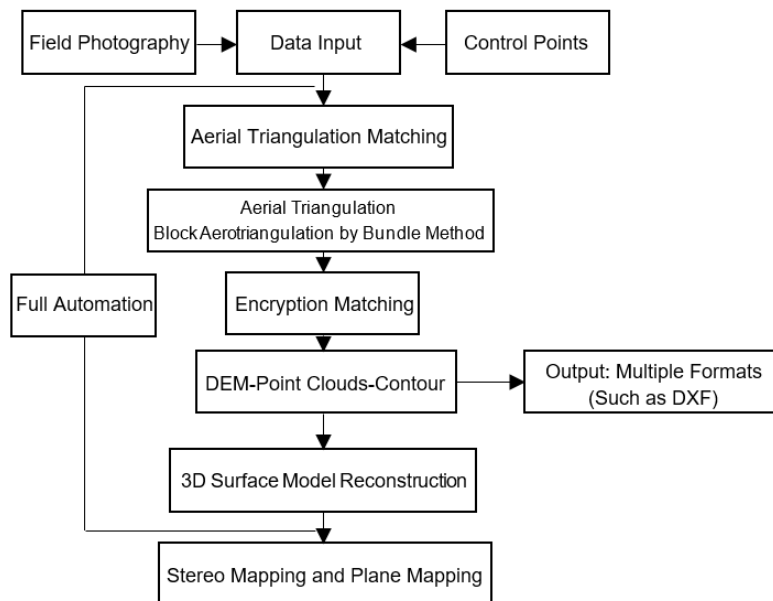 Field Photography
Data Input
Control Points
Aerial Triangulation Matching
Aerial Triangulation
Block Aerotriangulation by Bundle Method
Full Automation
Encryption Matching
DEM-Point Clouds-Contour
Output: Multiple Formats
(Such as DXF)
3D Surface Model Reconstruction
Stereo Mapping and Plane Mapping